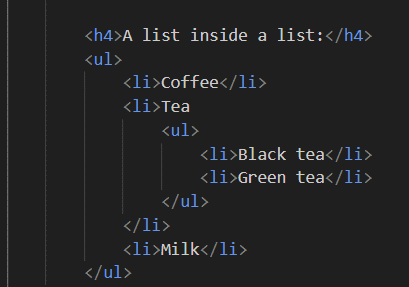 <h4>A list inside a list:</h4>
<ul>
<li>Coffee</li>
<li>Tea
<ul>
<li>Black tea</li>
<li>Green tea</li>
</ul>
</li>
<li>Milk</li>
</ul>